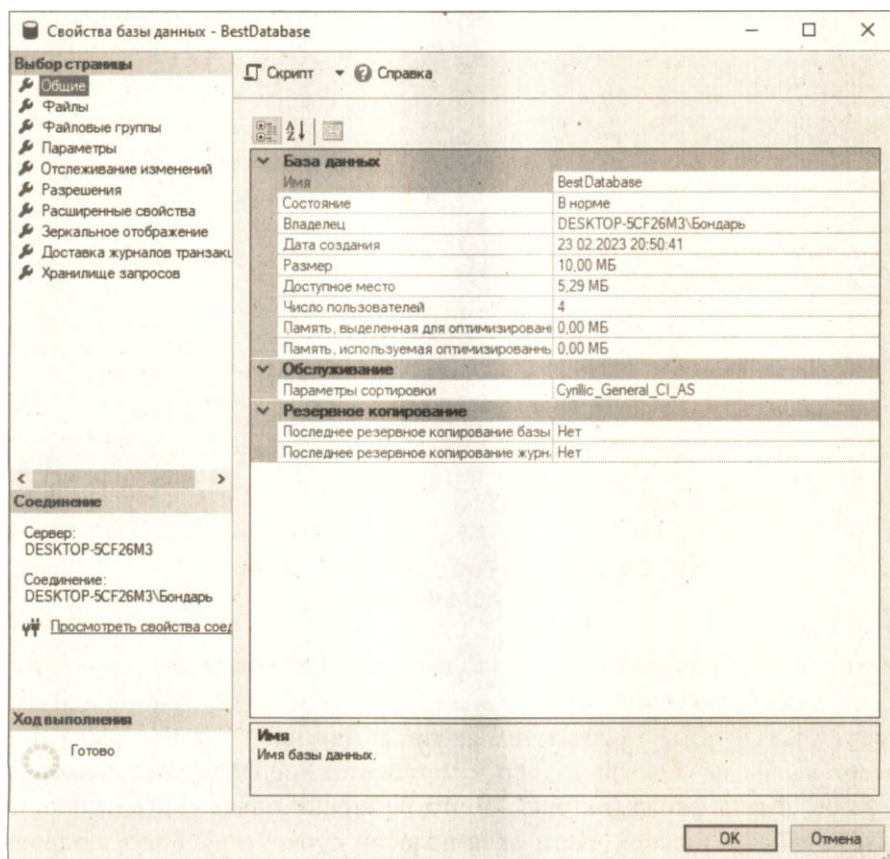 Свойства базы данных - BestDatabase
Выбор страницы
Общие
Файлы
Файловые группы
Параметры
Отслеживание изменений
Разрешения
Расширенные свойства
Зеркальное отображение
Доставка журналов транзакц
Хранилище запросов
Соединение
Сервер:
DESKTOP-5CF26M3
Соединение:
DESKTOP-5CF26M3\Бондарь
Просмотреть свойства соед
Ход выполнения
Готово
Скрипт Справка
База данных
Имя BestDatabase
Состояние В норме
Владелец DESKTOP-5CF26M3\Бондарь
Дата создания 23.02.2023 20:50:41
Размер 10,00 МБ
Доступное место 5,29 МБ
Число пользователей 4
Память, выделенная для оптимизирован 0,00 МБ
Память, используемая оптимизированны 0,00 МБ
Обслуживание
Параметры сортировки Cyrillic_General_CI_AS
Резервное копирование
Последнее резервное копирование базы Нет
Последнее резервное копирование журн Нет
Имя
Имя базы данных.
OK Отмена